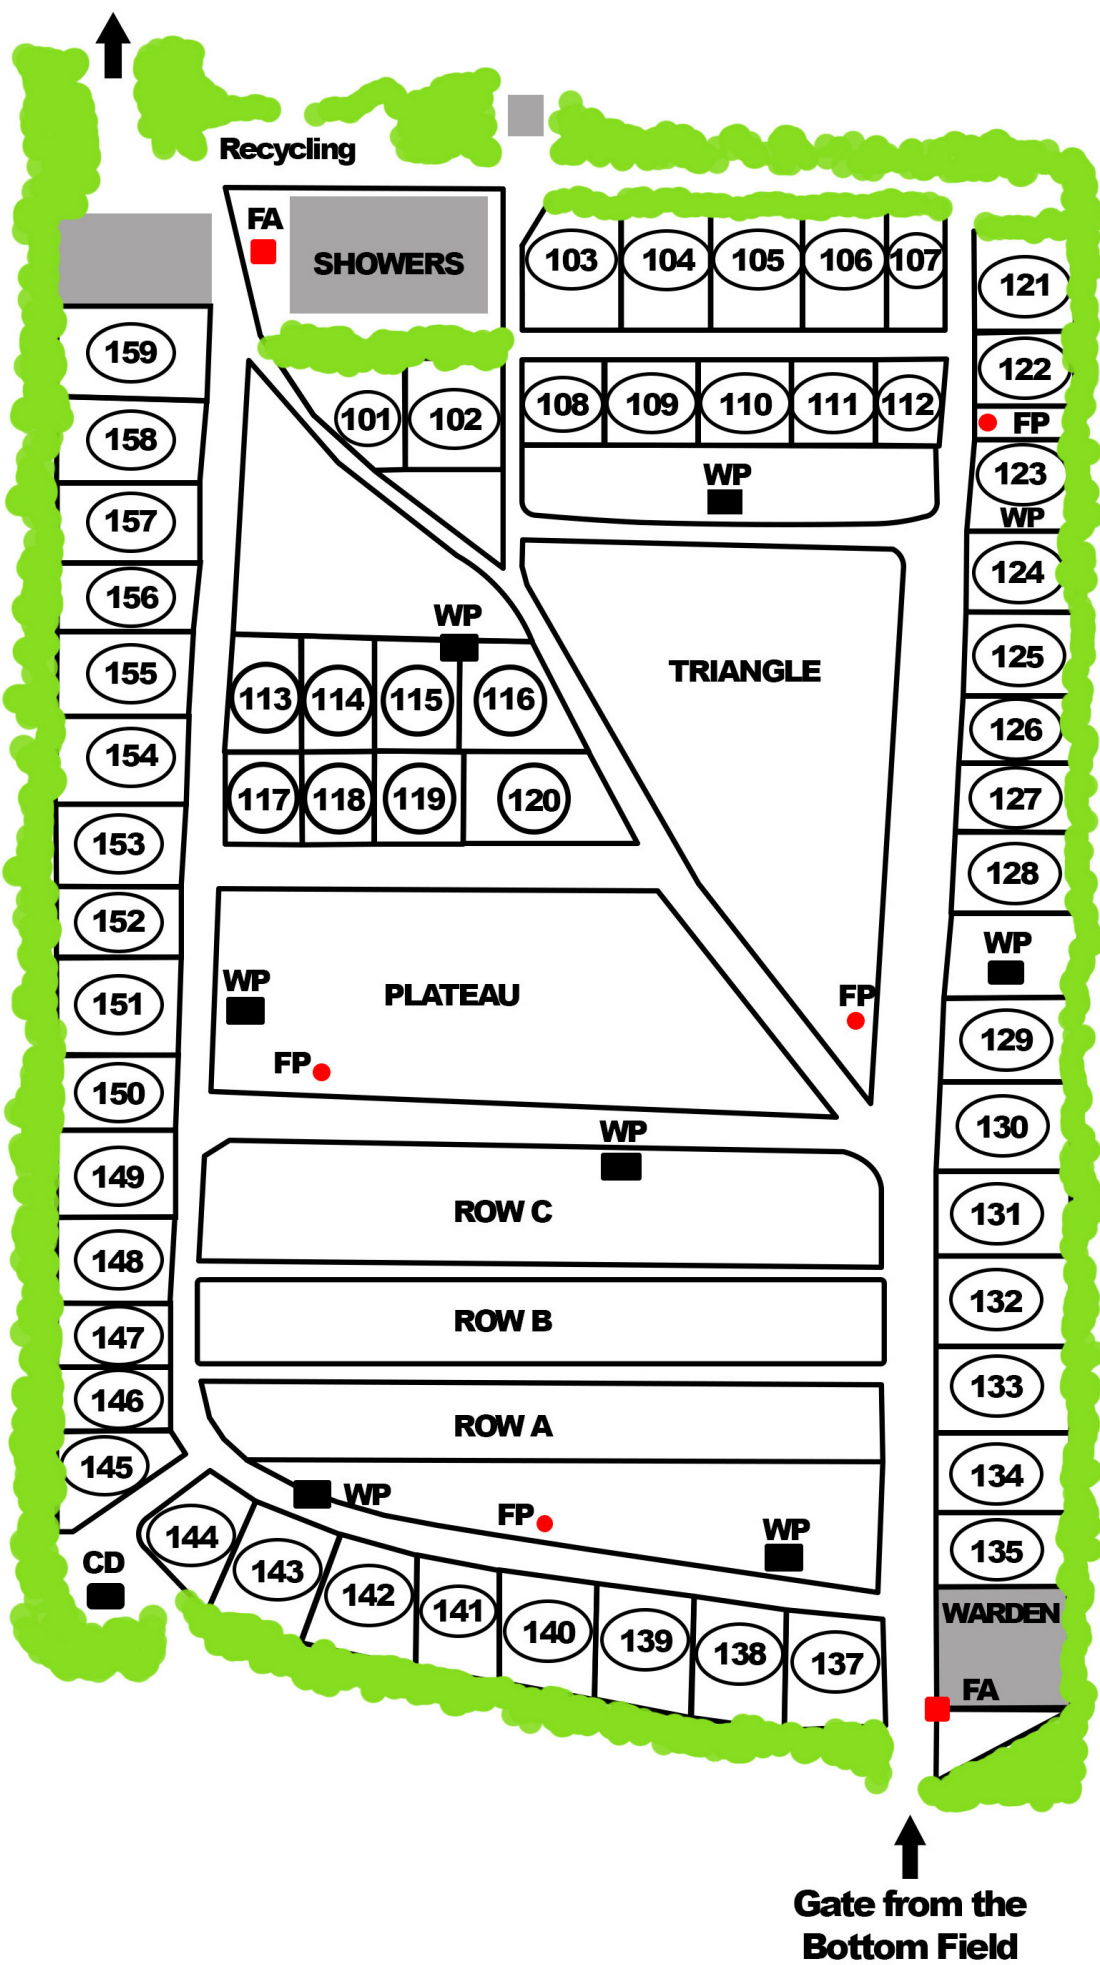 Recycling
FA
SHOWERS
103 104 105 106 107
121
159
122
101 102
108 109 110 111 112
FP
158
WP
123
WP
157
124
156
WP
155
TRIANGLE
125
113 114 115 116
126
154
117 118 119 120
127
153
128
152
WP
WP
PLATEAU
151
FP
129
FP
150
WP
130
149
ROW C
131
148
ROW B
132
147
133
146
ROW A
145
134
WP
FP
WP
144
135
CD
143
142
141
WARDEN
140
139
138
137
FA
Gate from the
Bottom Field